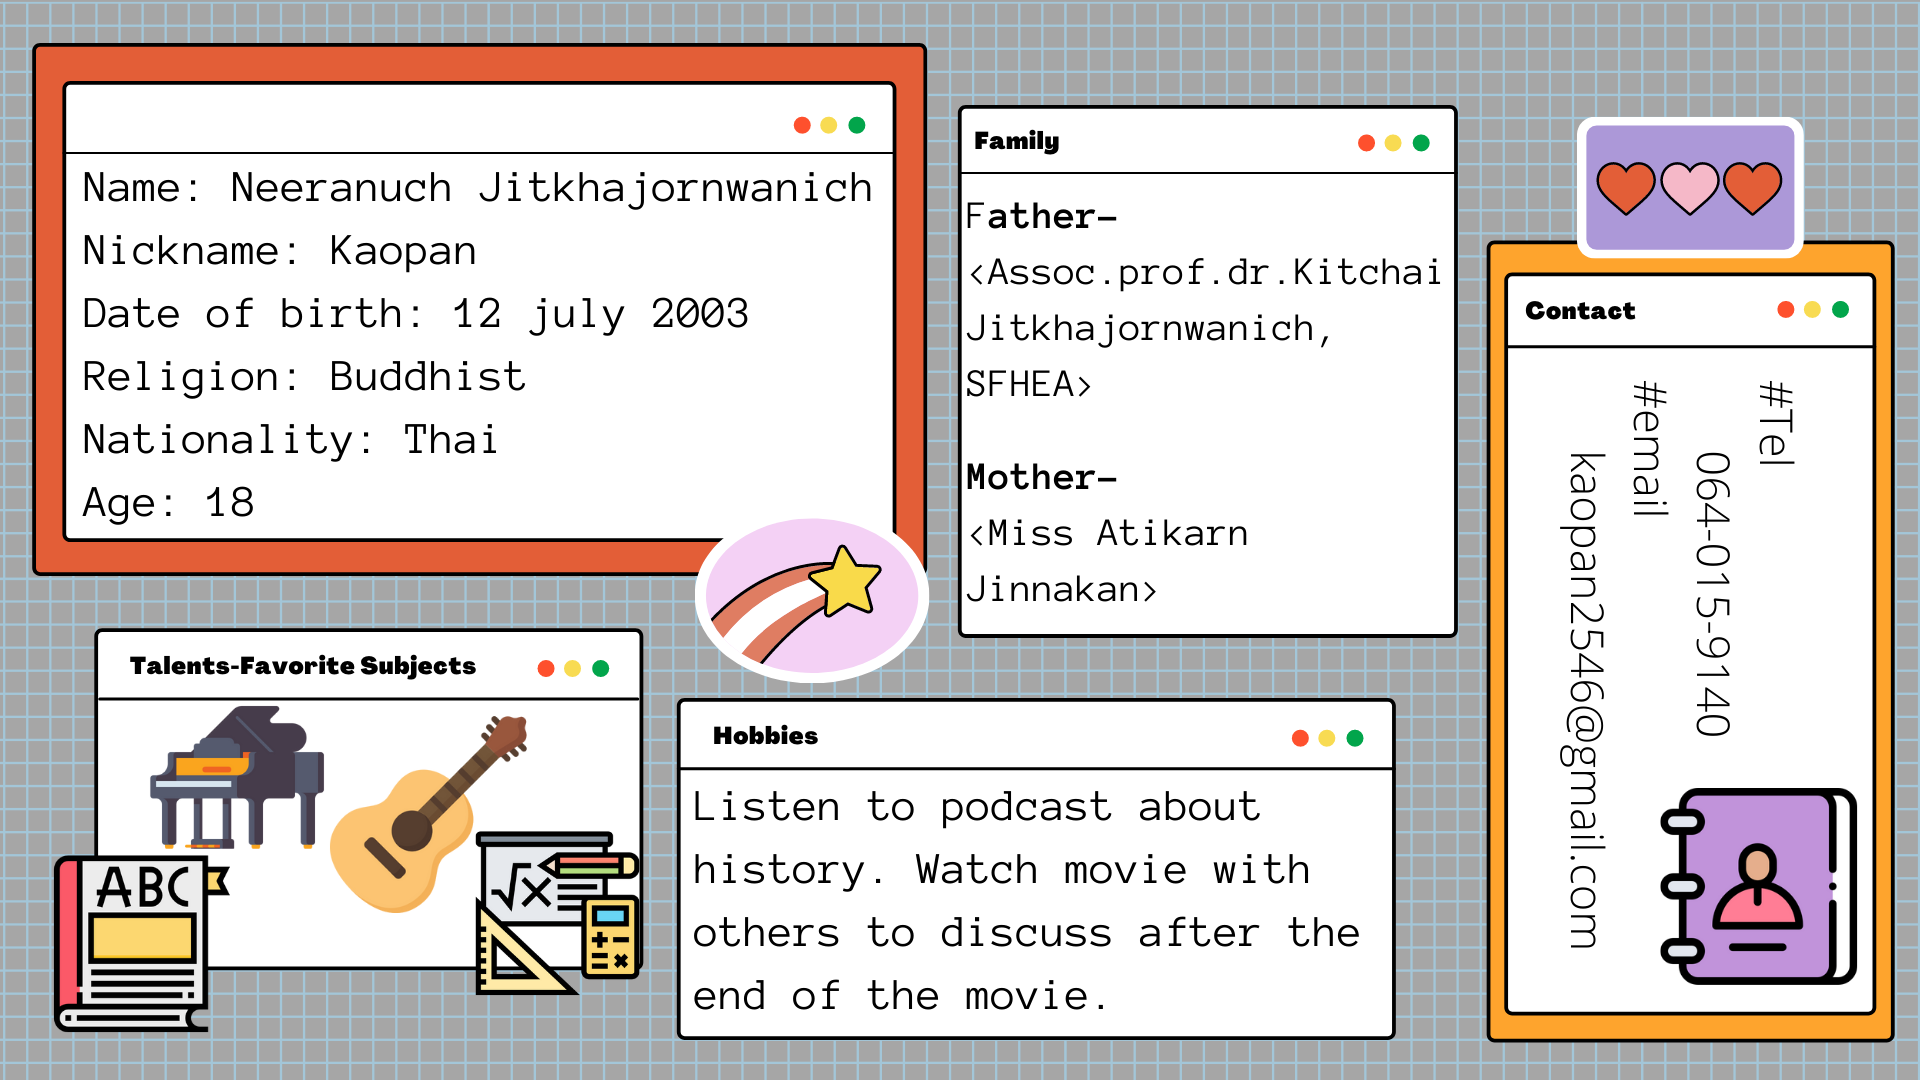 Name: Neeranuch Jitkhajornwanich
Nickname: Kaopan
Date of birth: 12 july 2003
Religion: Buddhist
Nationality: Thai
Age: 18
Family
Father-
<Assoc.prof.dr.Kitchai
Jitkhajornwanich,
SFHEA>
Mother-
<Miss Atikarn
Jinnakan>
Contact
#Tel
064-015-9140
#email
kaopan2546@gmail.com
Talents-Favorite Subjects
ABC
√x
Hobbies
Listen to podcast about
history. Watch movie with
others to discuss after the
end of the movie.